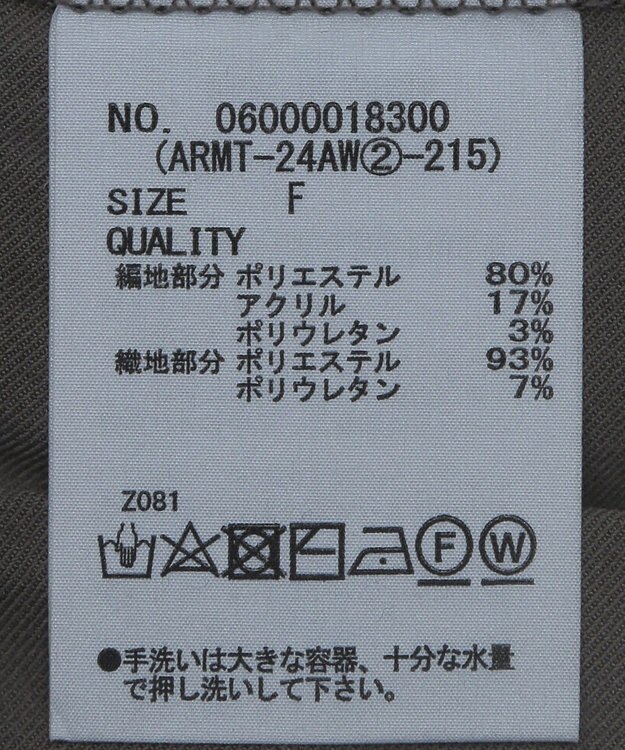 NO. 06000018300
(ARMT-24AW②-215)
SIZE F
QUALITY
編地部分 ポリエステル 80%
アクリル 17%
ポリウレタン 3%
織地部分 ポリエステル 93%
ポリウレタン 7%
Z081
F W
●手洗いは大きな容器、十分な水量
で押し洗いして下さい。